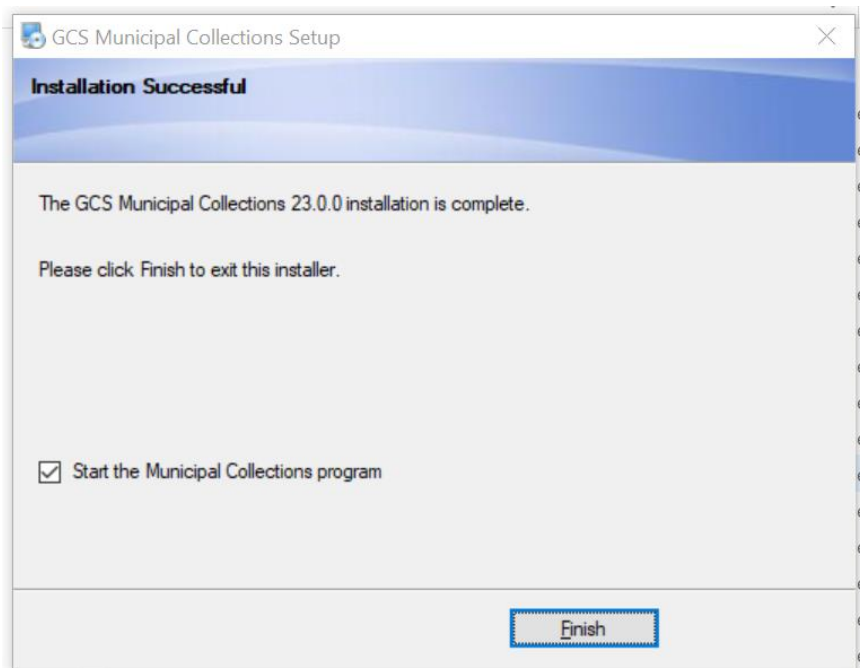 GCS Municipal Collections Setup
Installation Successful
The GCS Municipal Collections 23.0.0 installation is complete.
Please click Finish to exit this installer.
Start the Municipal Collections program
Finish